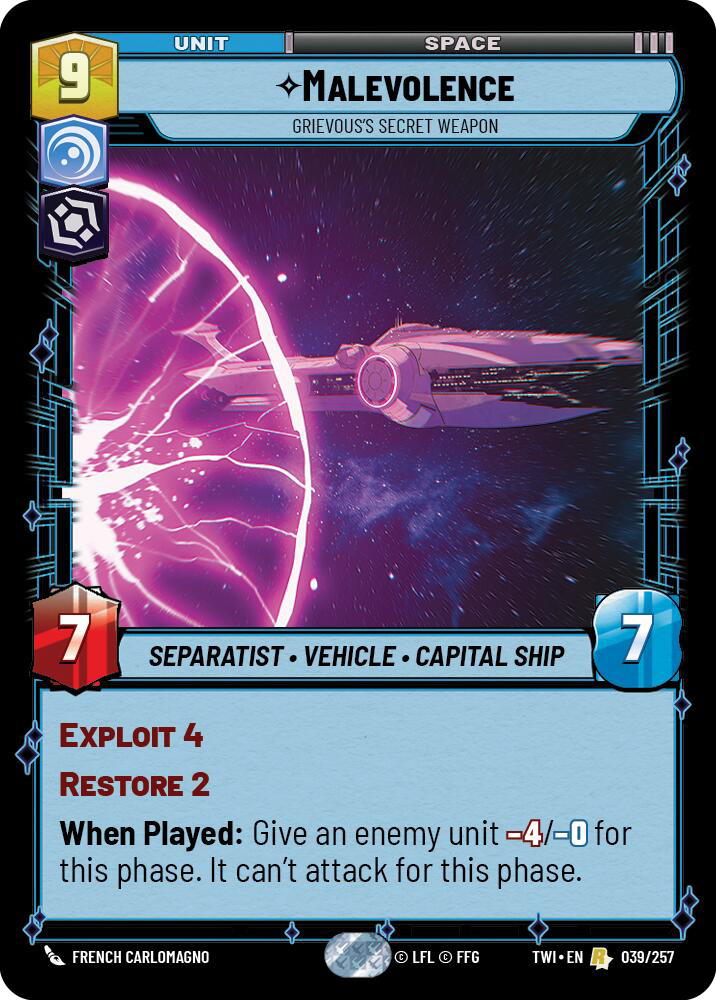 UNIT
SPACE
9
MALEVOLENCE
GRIEVOUS'S SECRET WEAPON
7
SEPARATIST • VEHICLE • CAPITAL SHIP
7
EXPLOIT 4
RESTORE 2
When Played: Give an enemy unit -4/-0 for
this phase. It can't attack for this phase.
FRENCH CARLOMAGNO
© LFL © FFG
TWI • EN R 039/257